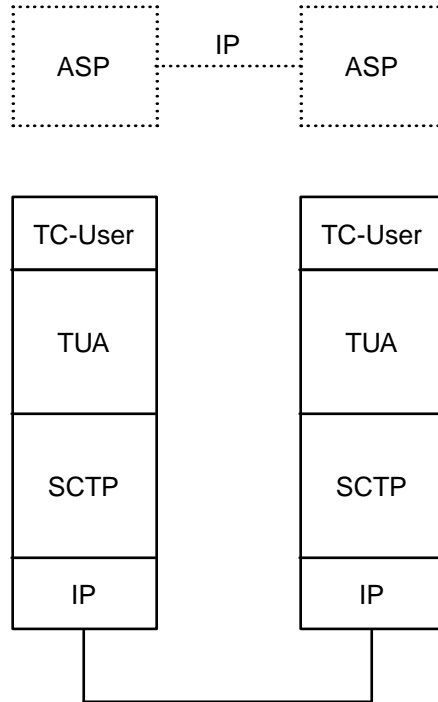 IP
ASP ASP
TC-User TC-User
TUA TUA
SCTP SCTP
IP IP